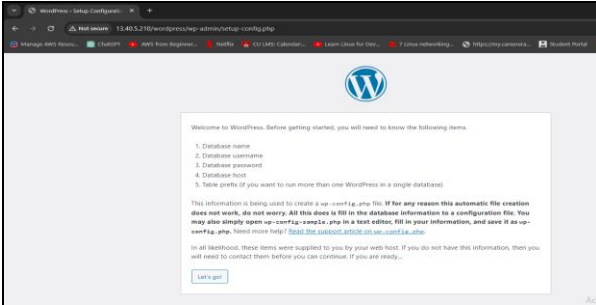 WordPress › Setup Configurati...
Not secure 13.40.5.210/wordpress/wp-admin/setup-config.php
Manage AWS Resou... ChatGPT AWS from Beginner... Netflix CU LMS: Calendar... Learn Linux for Dev... 7 Linux networking... Student Portal
Welcome to WordPress. Before getting started, you will need to know the following items.
1. Database name
2. Database username
3. Database password
4. Database host
5. Table prefix (if you want to run more than one WordPress in a single database)
This information is being used to create a wp-config.php file. If for any reason this automatic file creation
does not work, do not worry. All this does is fill in the database information to a configuration file. You
may also simply open wp-config-sample.php in a text editor, fill in your information, and save it as wp-
config.php. Need more help? Read the support article on wp-config.php.
In all likelihood, these items were supplied to you by your web host. If you do not have this information, then you
will need to contact them before you can continue. If you are ready...
Let's go!